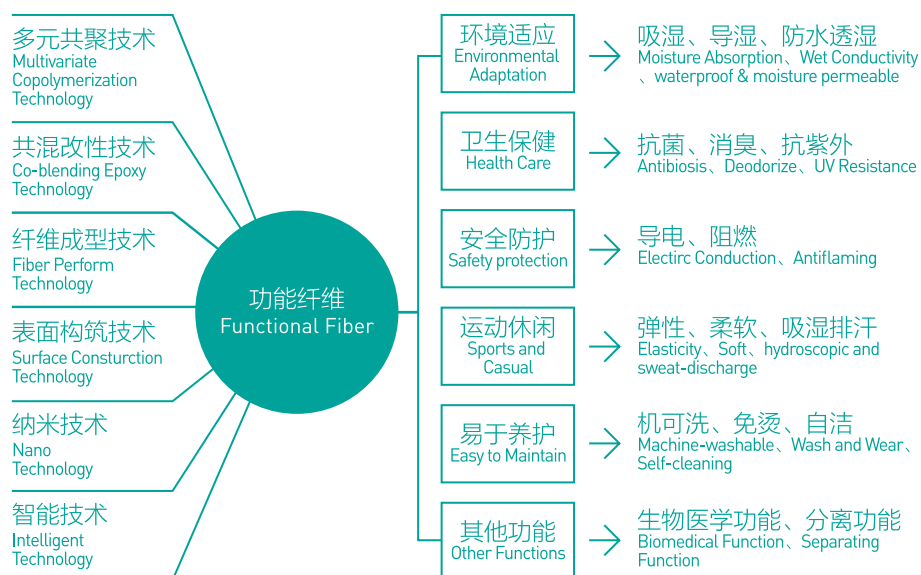 多元共聚技术
Multivariate
Copolymerization
Technology
共混改性技术
Co-blending Epoxy
Technology
纤维成型技术
Fiber Perform
Technology
表面构筑技术
Surface Consturction
Technology
纳米技术
Nano
Technology
智能技术
Intelligent
Technology
功能纤维
Functional Fiber
环境适应
Environmental
Adaptation
吸湿、导湿、防水透湿
Moisture Absorption、Wet Conductivity
、waterproof & moisture permeable
卫生保健
Health Care
抗菌、消臭、抗紫外
Antibiosis、Deodorize、UV Resistance
安全防护
Safety protection
导电、阻燃
Electirc Conduction、Antiflaming
运动休闲
Sports and
Casual
弹性、柔软、吸湿排汗
Elasticity、Soft、hydroscopic and
sweat-discharge
易于养护
Easy to Maintain
机可洗、免烫、自洁
Machine-washable、Wash and Wear、
Self-cleaning
其他功能
Other Functions
生物医学功能、分离功能
Biomedical Function、Separating
Function